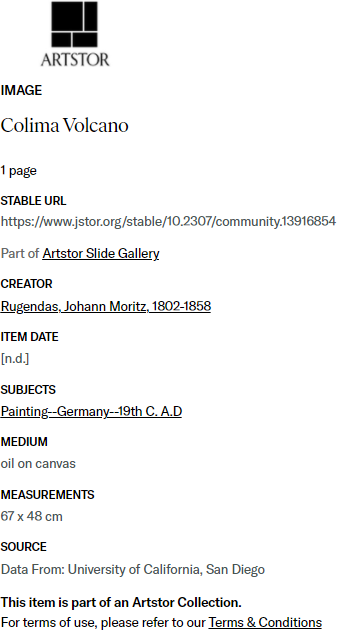 ARTSTOR
IMAGE
Colima Volcano
1 page
STABLE URL
https://www.jstor.org/stable/10.2307/community.13916854
Part of Artstor Slide Gallery
CREATOR
Rugendas, Johann Moritz, 1802-1858
ITEM DATE
[n.d.]
SUBJECTS
Painting--Germany--19th C. A.D
MEDIUM
oil on canvas
MEASUREMENTS
67 x 48 cm
SOURCE
Data From: University of California, San Diego
This item is part of an Artstor Collection.
For terms of use, please refer to our Terms & Conditions